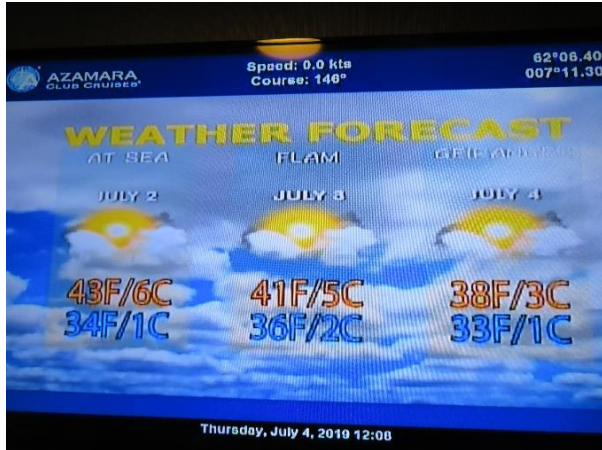 AZAMARA
CLUB CRUISES®
Speed: 0.0 kts
Course: 146°
62°06.40
007°11.30
WEATHER FORECAST
AT SEA FLAM GEIRANGER
JULY 2 JULY 3 JULY 4
43F/6C 41F/5C 38F/3C
34F/1C 36F/2C 33F/1C
Thursday, July 4, 2019 12:08